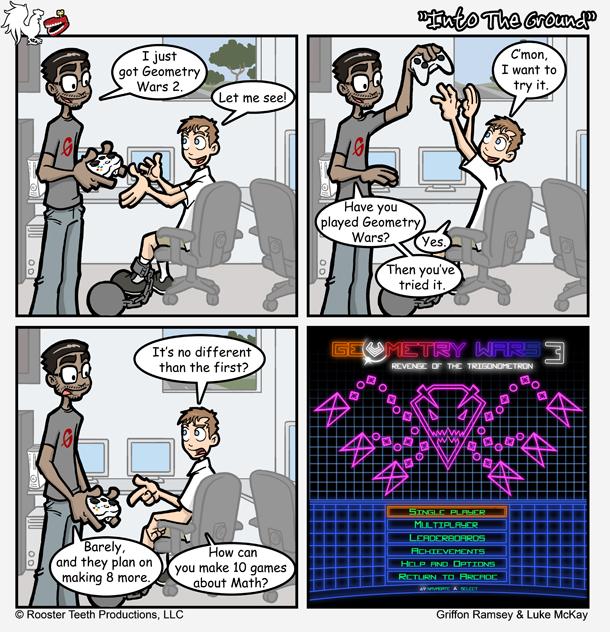 "Into The Ground"
I just
got Geometry
Wars 2.
Let me see!
C'mon,
I want to
try it.
Have you
played Geometry
Wars?
Yes.
Then you've
tried it.
It's no different
than the first?
Barely,
and they plan on
making 8 more.
How can
you make 10 games
about Math?
GEOMETRY WARS 3
REVENGE OF THE TRIGONOMETRON
SINGLE PLAYER
MULTIPLAYER
LEADERBOARDS
ACHIEVEMENTS
HELP AND OPTIONS
RETURN TO ARCADE
NAVIGATE A SELECT
© Rooster Teeth Productions, LLC
Griffon Ramsey & Luke McKay